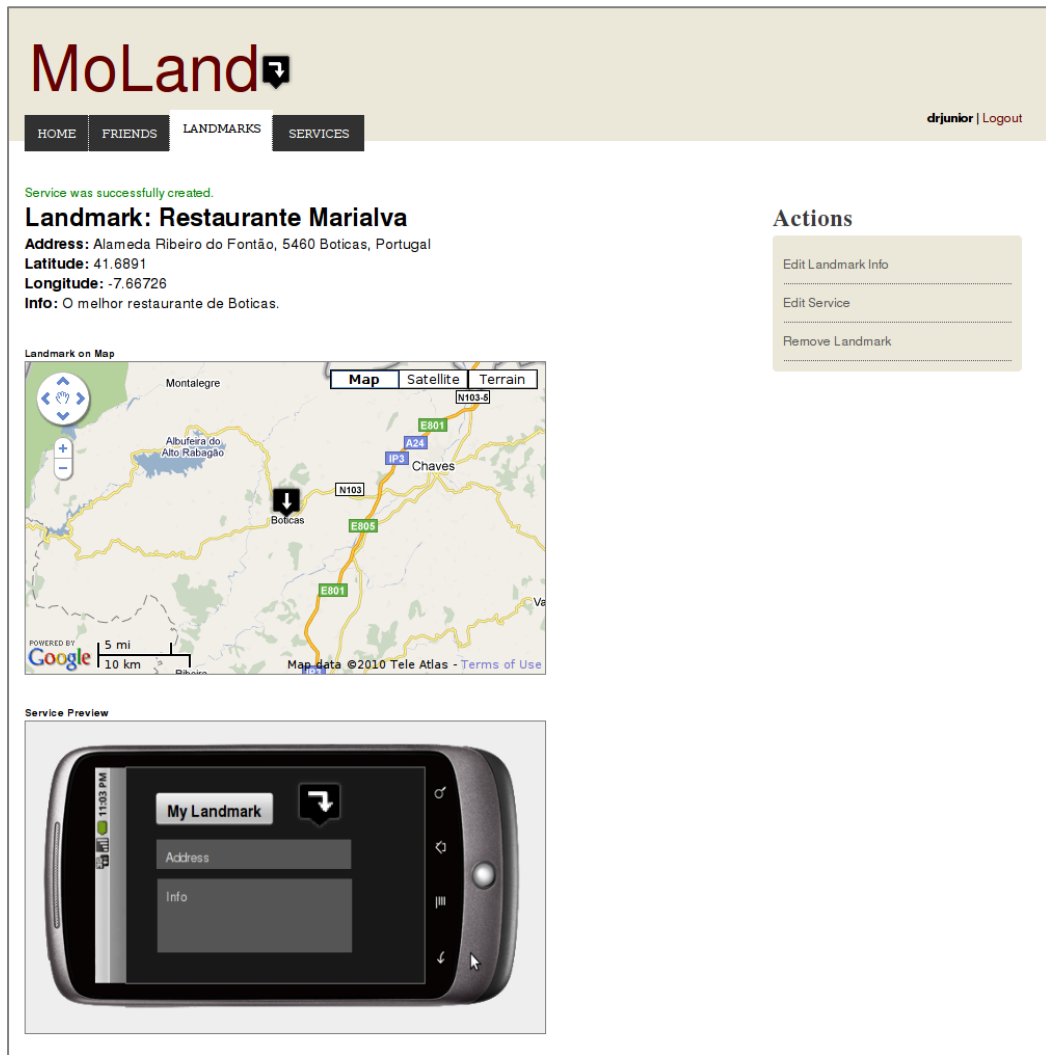 MoLand
HOME FRIENDS LANDMARKS SERVICES
drjunior | Logout
Service was successfully created.
Landmark: Restaurante Marialva
Address: Alameda Ribeiro do Fontão, 5460 Boticas, Portugal
Latitude: 41.6891
Longitude: -7.66726
Info: O melhor restaurante de Boticas.
Actions
Edit Landmark Info
Edit Service
Remove Landmark
Landmark on Map
Map Satellite Terrain
Montalegre
N103-5
E801
A24
Albufeira do
Alto Rabagão
IP3
Chaves
N103
Boticas
E805
E801
Va
POWERED BY
Google
5 mi
10 km
Map data ©2010 Tele Atlas - Terms of Use
Service Preview
11:03 PM
My Landmark
Address
Info